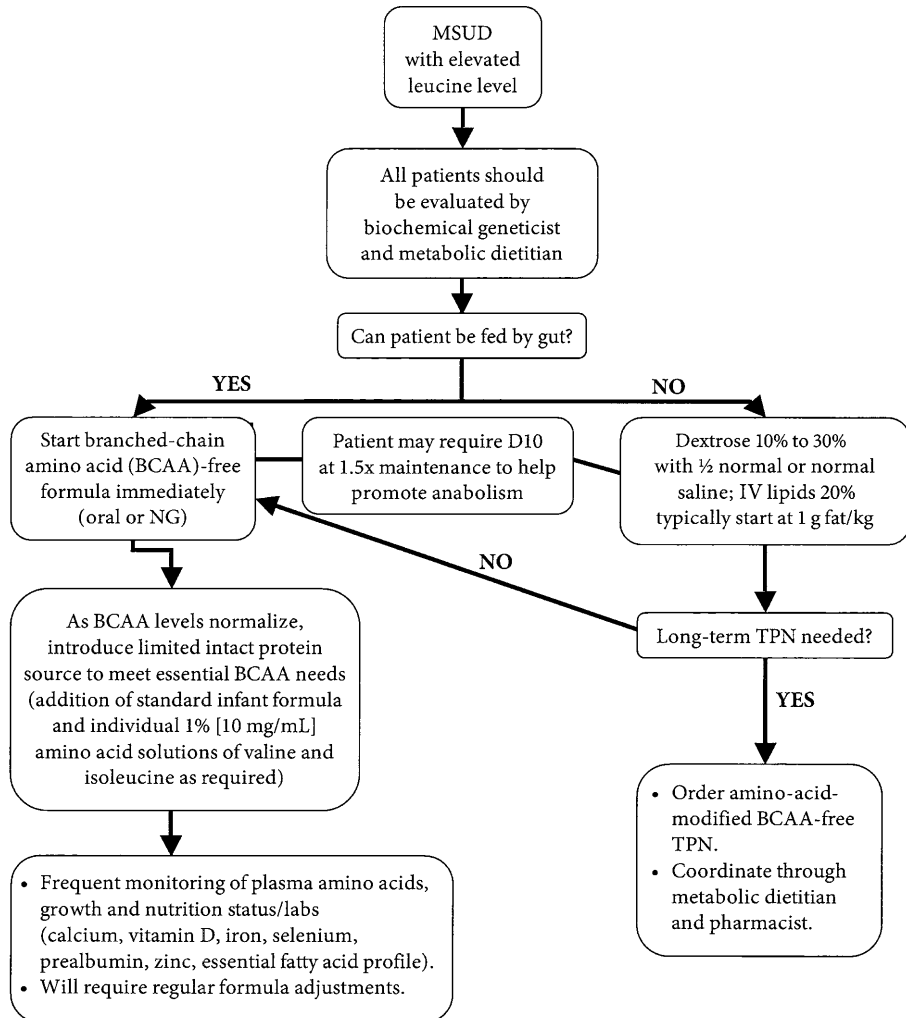 MSUD
with elevated
leucine level
All patients should
be evaluated by
biochemical geneticist
and metabolic dietitian
Can patient be fed by gut?
YES
NO
Start branched-chain
amino acid (BCAA)-free
formula immediately
(oral or NG)
Patient may require D10
at 1.5x maintenance to help
promote anabolism
Dextrose 10% to 30%
with ½ normal or normal
saline; IV lipids 20%
typically start at 1 g fat/kg
NO
Long-term TPN needed?
YES
As BCAA levels normalize,
introduce limited intact protein
source to meet essential BCAA needs
(addition of standard infant formula
and individual 1% [10 mg/mL]
amino acid solutions of valine and
isoleucine as required)
• Order amino-acid-
modified BCAA-free
TPN.
• Coordinate through
metabolic dietitian
and pharmacist.
• Frequent monitoring of plasma amino acids,
growth and nutrition status/labs
(calcium, vitamin D, iron, selenium,
prealbumin, zinc, essential fatty acid profile).
• Will require regular formula adjustments.